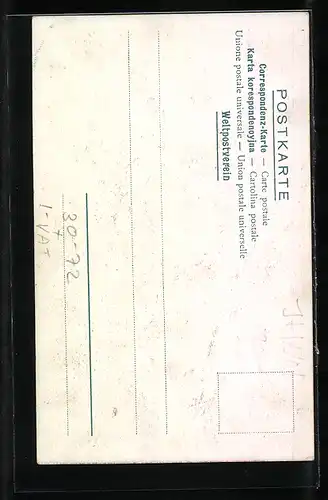 POSTKARTE
Correspondenz-Karte — Carte postale
Karta korespondencyjna — Cartolina postale
Unione postale universale — Union postale universelle
Weltpostverein
30-72
1-VAT